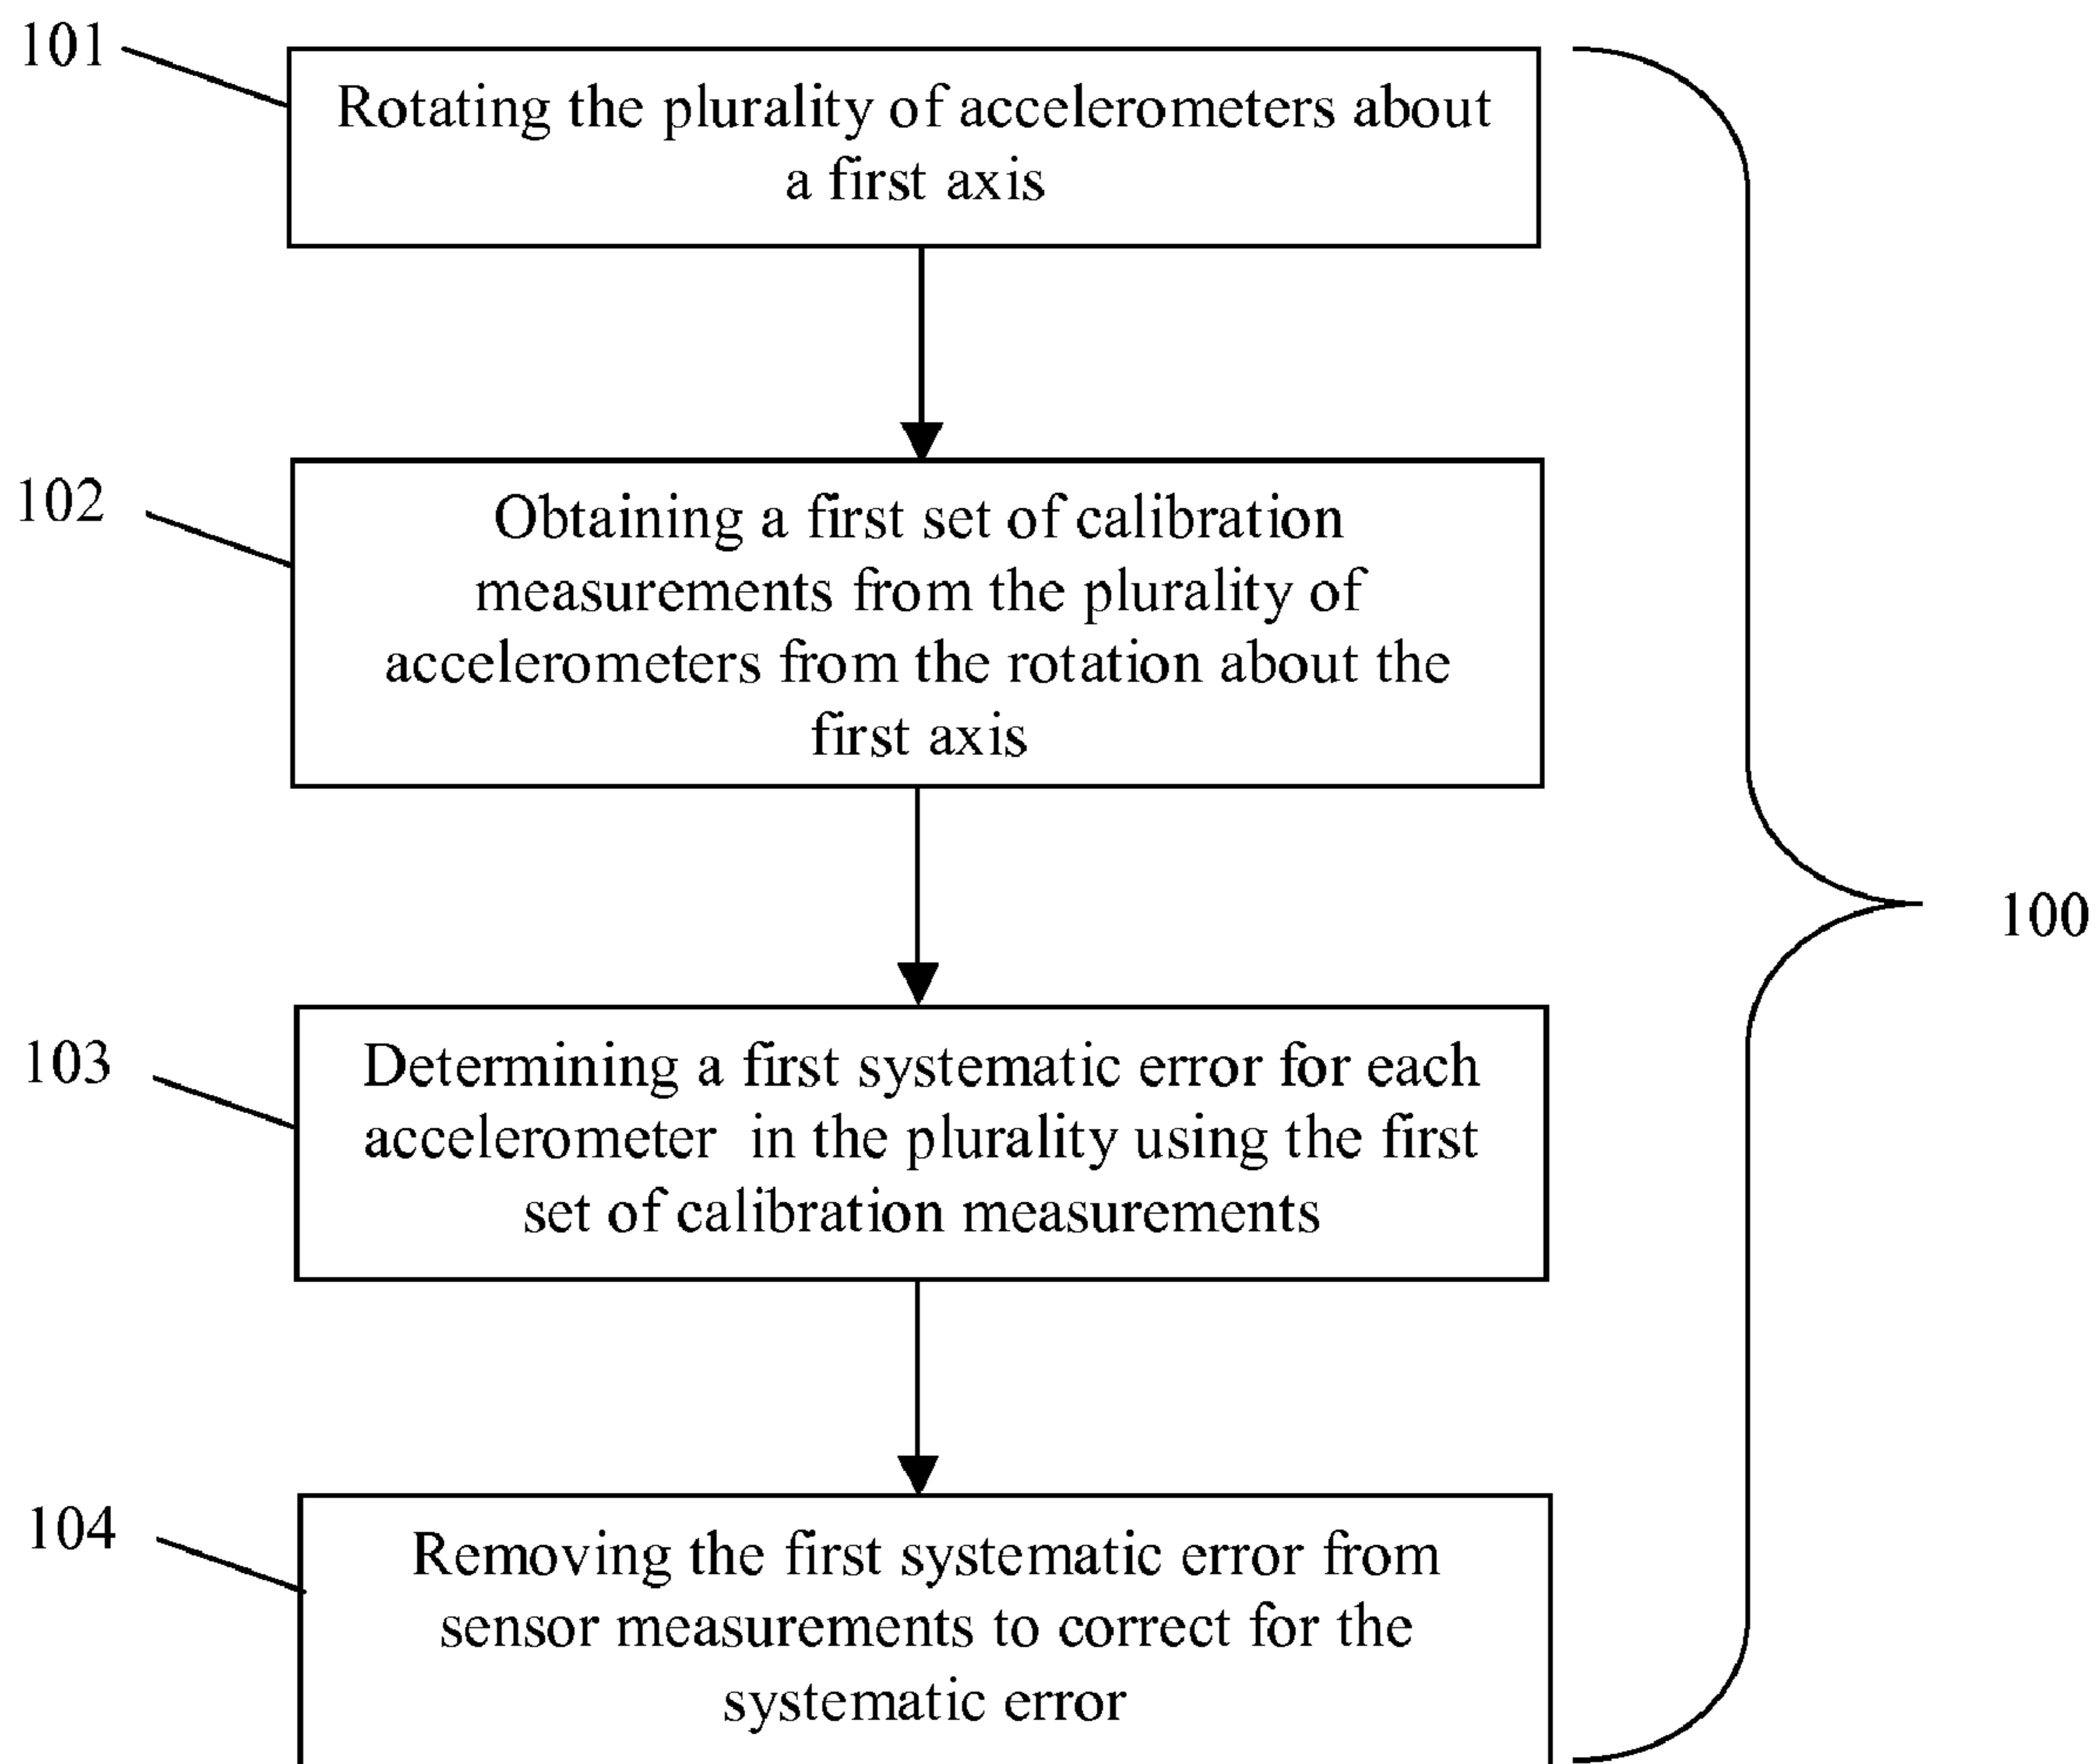 101
Rotating the plurality of accelerometers about
a first axis
102
Obtaining a first set of calibration
measurements from the plurality of
accelerometers from the rotation about the
first axis
100
103
Determining a first systematic error for each
accelerometer in the plurality using the first
set of calibration measurements
104
Removing the first systematic error from
sensor measurements to correct for the
systematic error